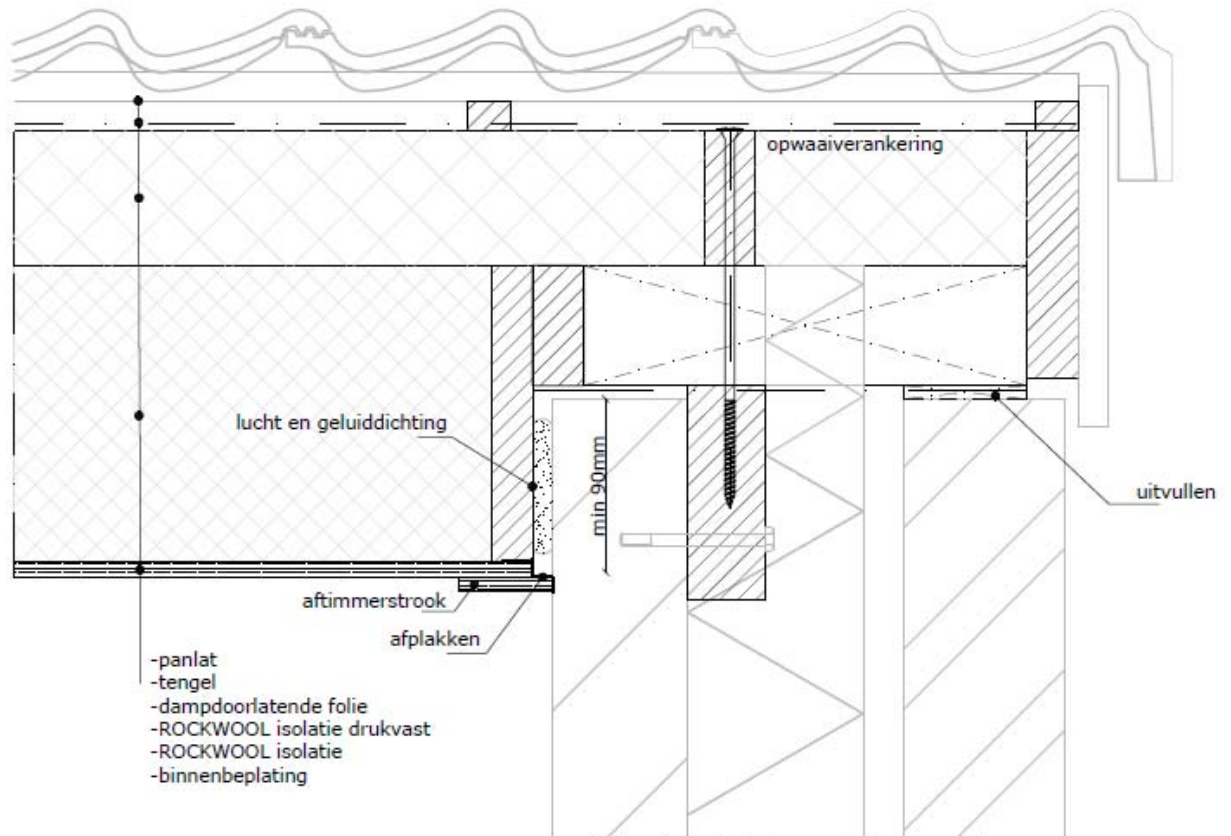 opwaaiverankering
lucht en geluiddichting
min 90mm
uitvullen
aftimmerstrook
afplakken
-panlat
-tengel
-dampdoorlatende folie
-ROCKWOOL isolatie drukvast
-ROCKWOOL isolatie
-binnenbeplating